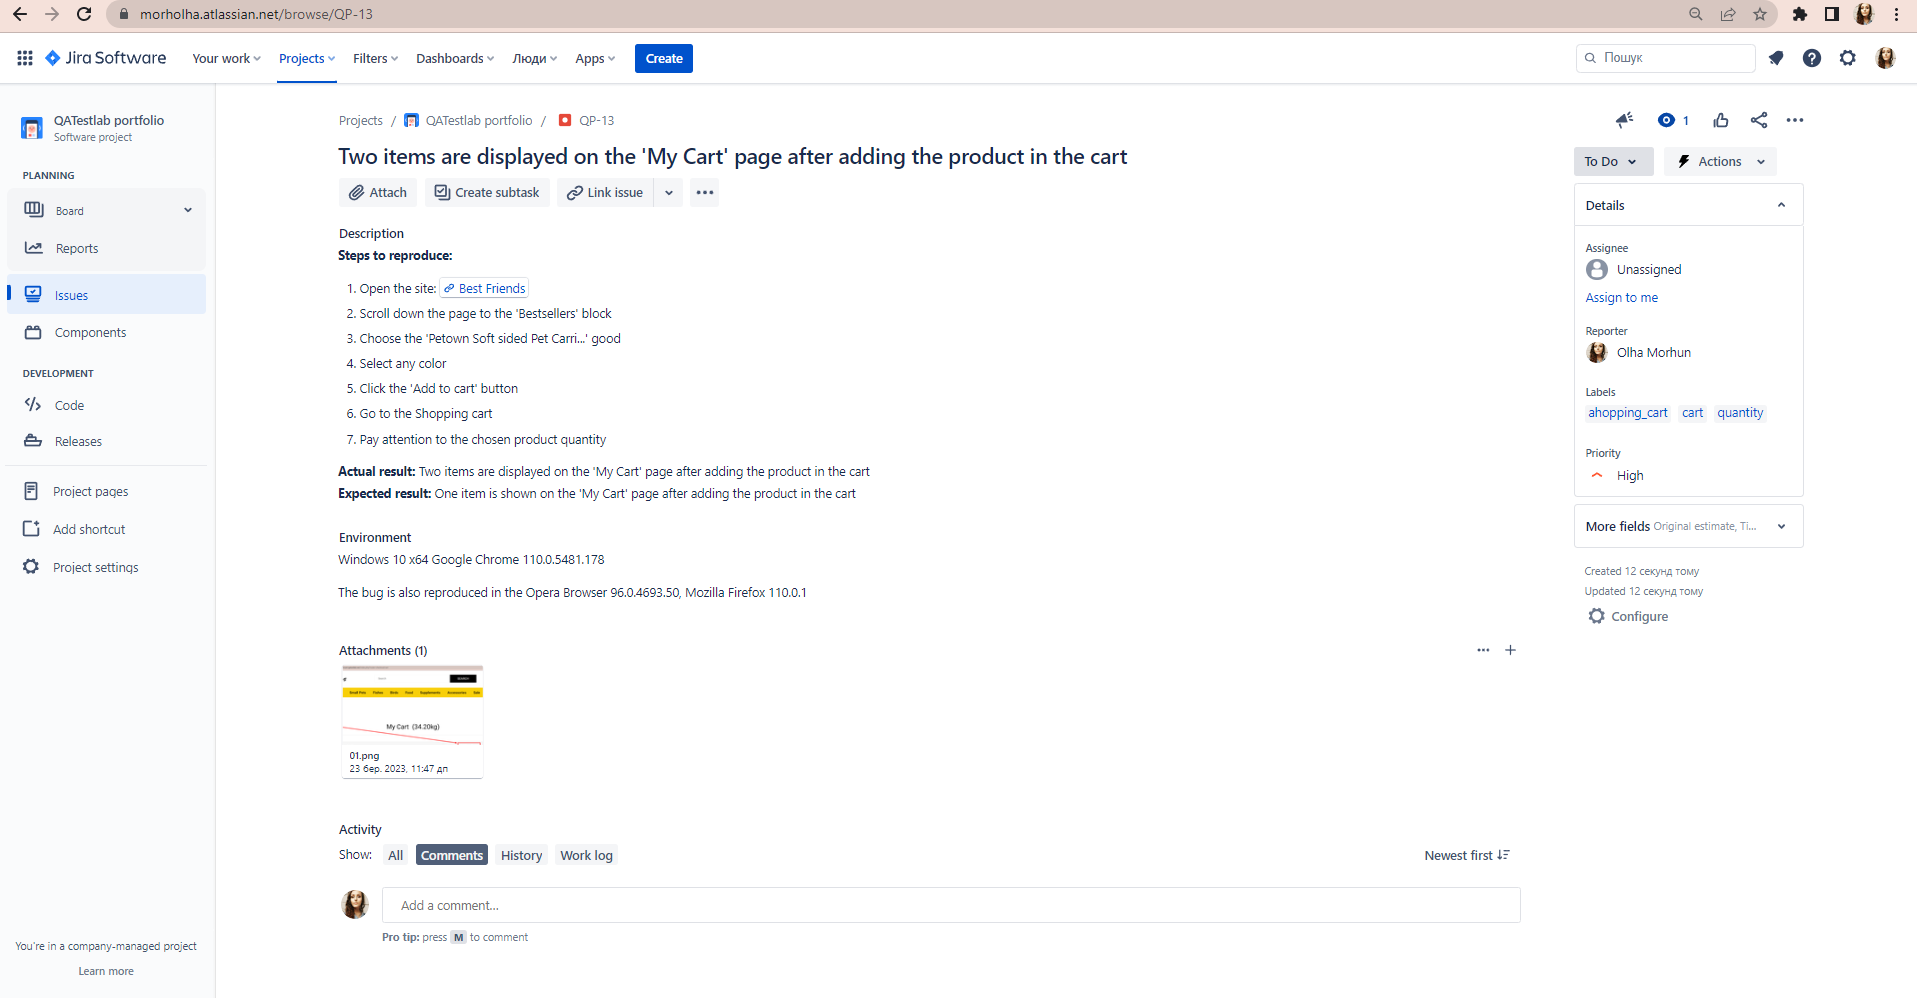 morholha.atlassian.net/browse/QP-13
Jira Software Your work Projects Filters Dashboards Люди Apps Create Пошук
QATestlab portfolio
Software project
PLANNING
Board
Reports
Issues
Components
DEVELOPMENT
Code
Releases
Project pages
Add shortcut
Project settings
You're in a company-managed project
Learn more
Projects / QATestlab portfolio / QP-13
Two items are displayed on the 'My Cart' page after adding the product in the cart
Attach Create subtask Link issue
Description
Steps to reproduce:
1. Open the site: Best Friends
2. Scroll down the page to the 'Bestsellers' block
3. Choose the 'Petown Soft sided Pet Carri...' good
4. Select any color
5. Click the 'Add to cart' button
6. Go to the Shopping cart
7. Pay attention to the chosen product quantity
Actual result: Two items are displayed on the 'My Cart' page after adding the product in the cart
Expected result: One item is shown on the 'My Cart' page after adding the product in the cart
Environment
Windows 10 x64 Google Chrome 110.0.5481.178
The bug is also reproduced in the Opera Browser 96.0.4693.50, Mozilla Firefox 110.0.1
Attachments (1)
Small Pets Fishes Birds Food Supplements Accessories Sale
My Cart (34.20kg)
01.png
23 бер. 2023, 11:47 дп
Activity
Show: All Comments History Work log Newest first
Add a comment...
Pro tip: press M to comment
1
To Do Actions
Details
Assignee
Unassigned
Assign to me
Reporter
Olha Morhun
Labels
ahopping_cart cart quantity
Priority
High
More fields Original estimate, Ti...
Created 12 секунд тому
Updated 12 секунд тому
Configure